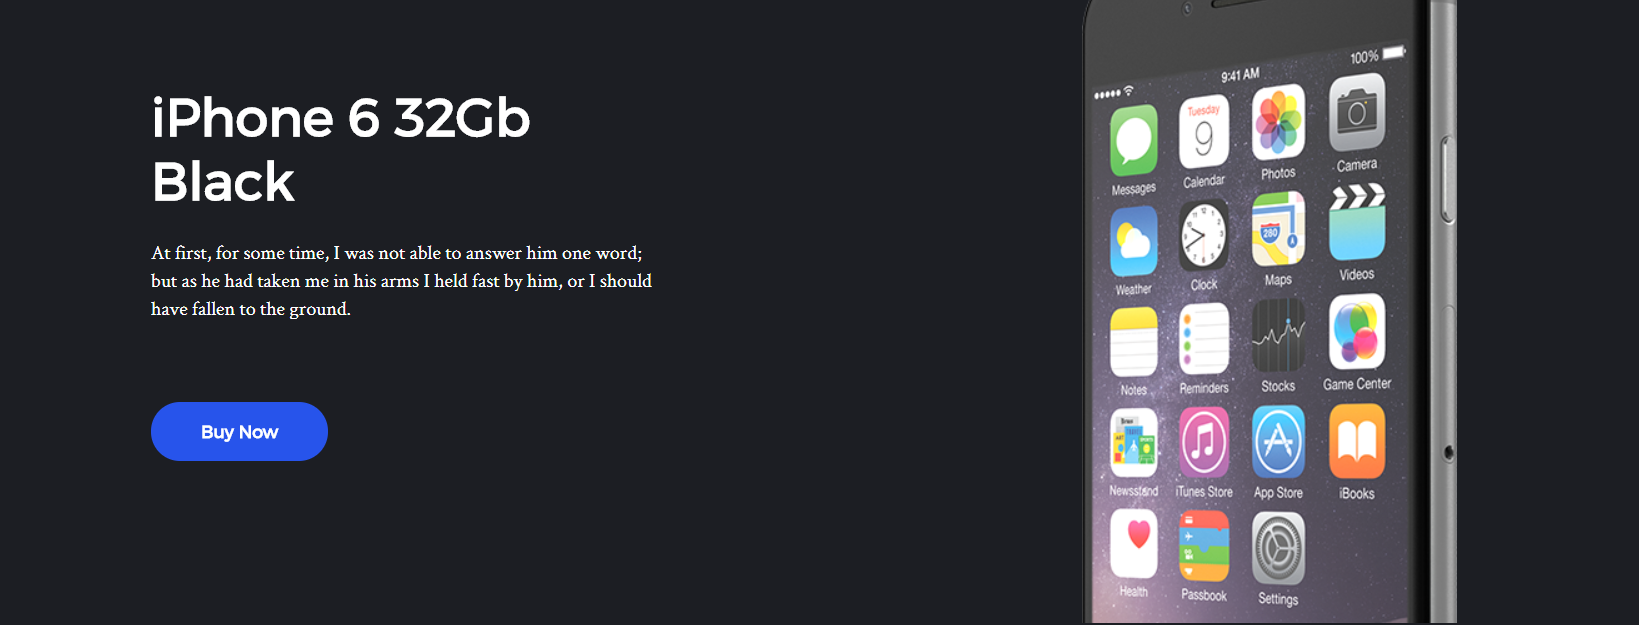 iPhone 6 32Gb
Black
At first, for some time, I was not able to answer him one word;
but as he had taken me in his arms I held fast by him, or I should
have fallen to the ground.
Buy Now
9:41 AM
100%
Tuesday
9
Messages
Calendar
Photos
Camera
280
Weather
Clock
Maps
Videos
Notes
Reminders
Stocks
Game Center
Newsstand
iTunes Store
App Store
iBooks
Health
Passbook
Settings